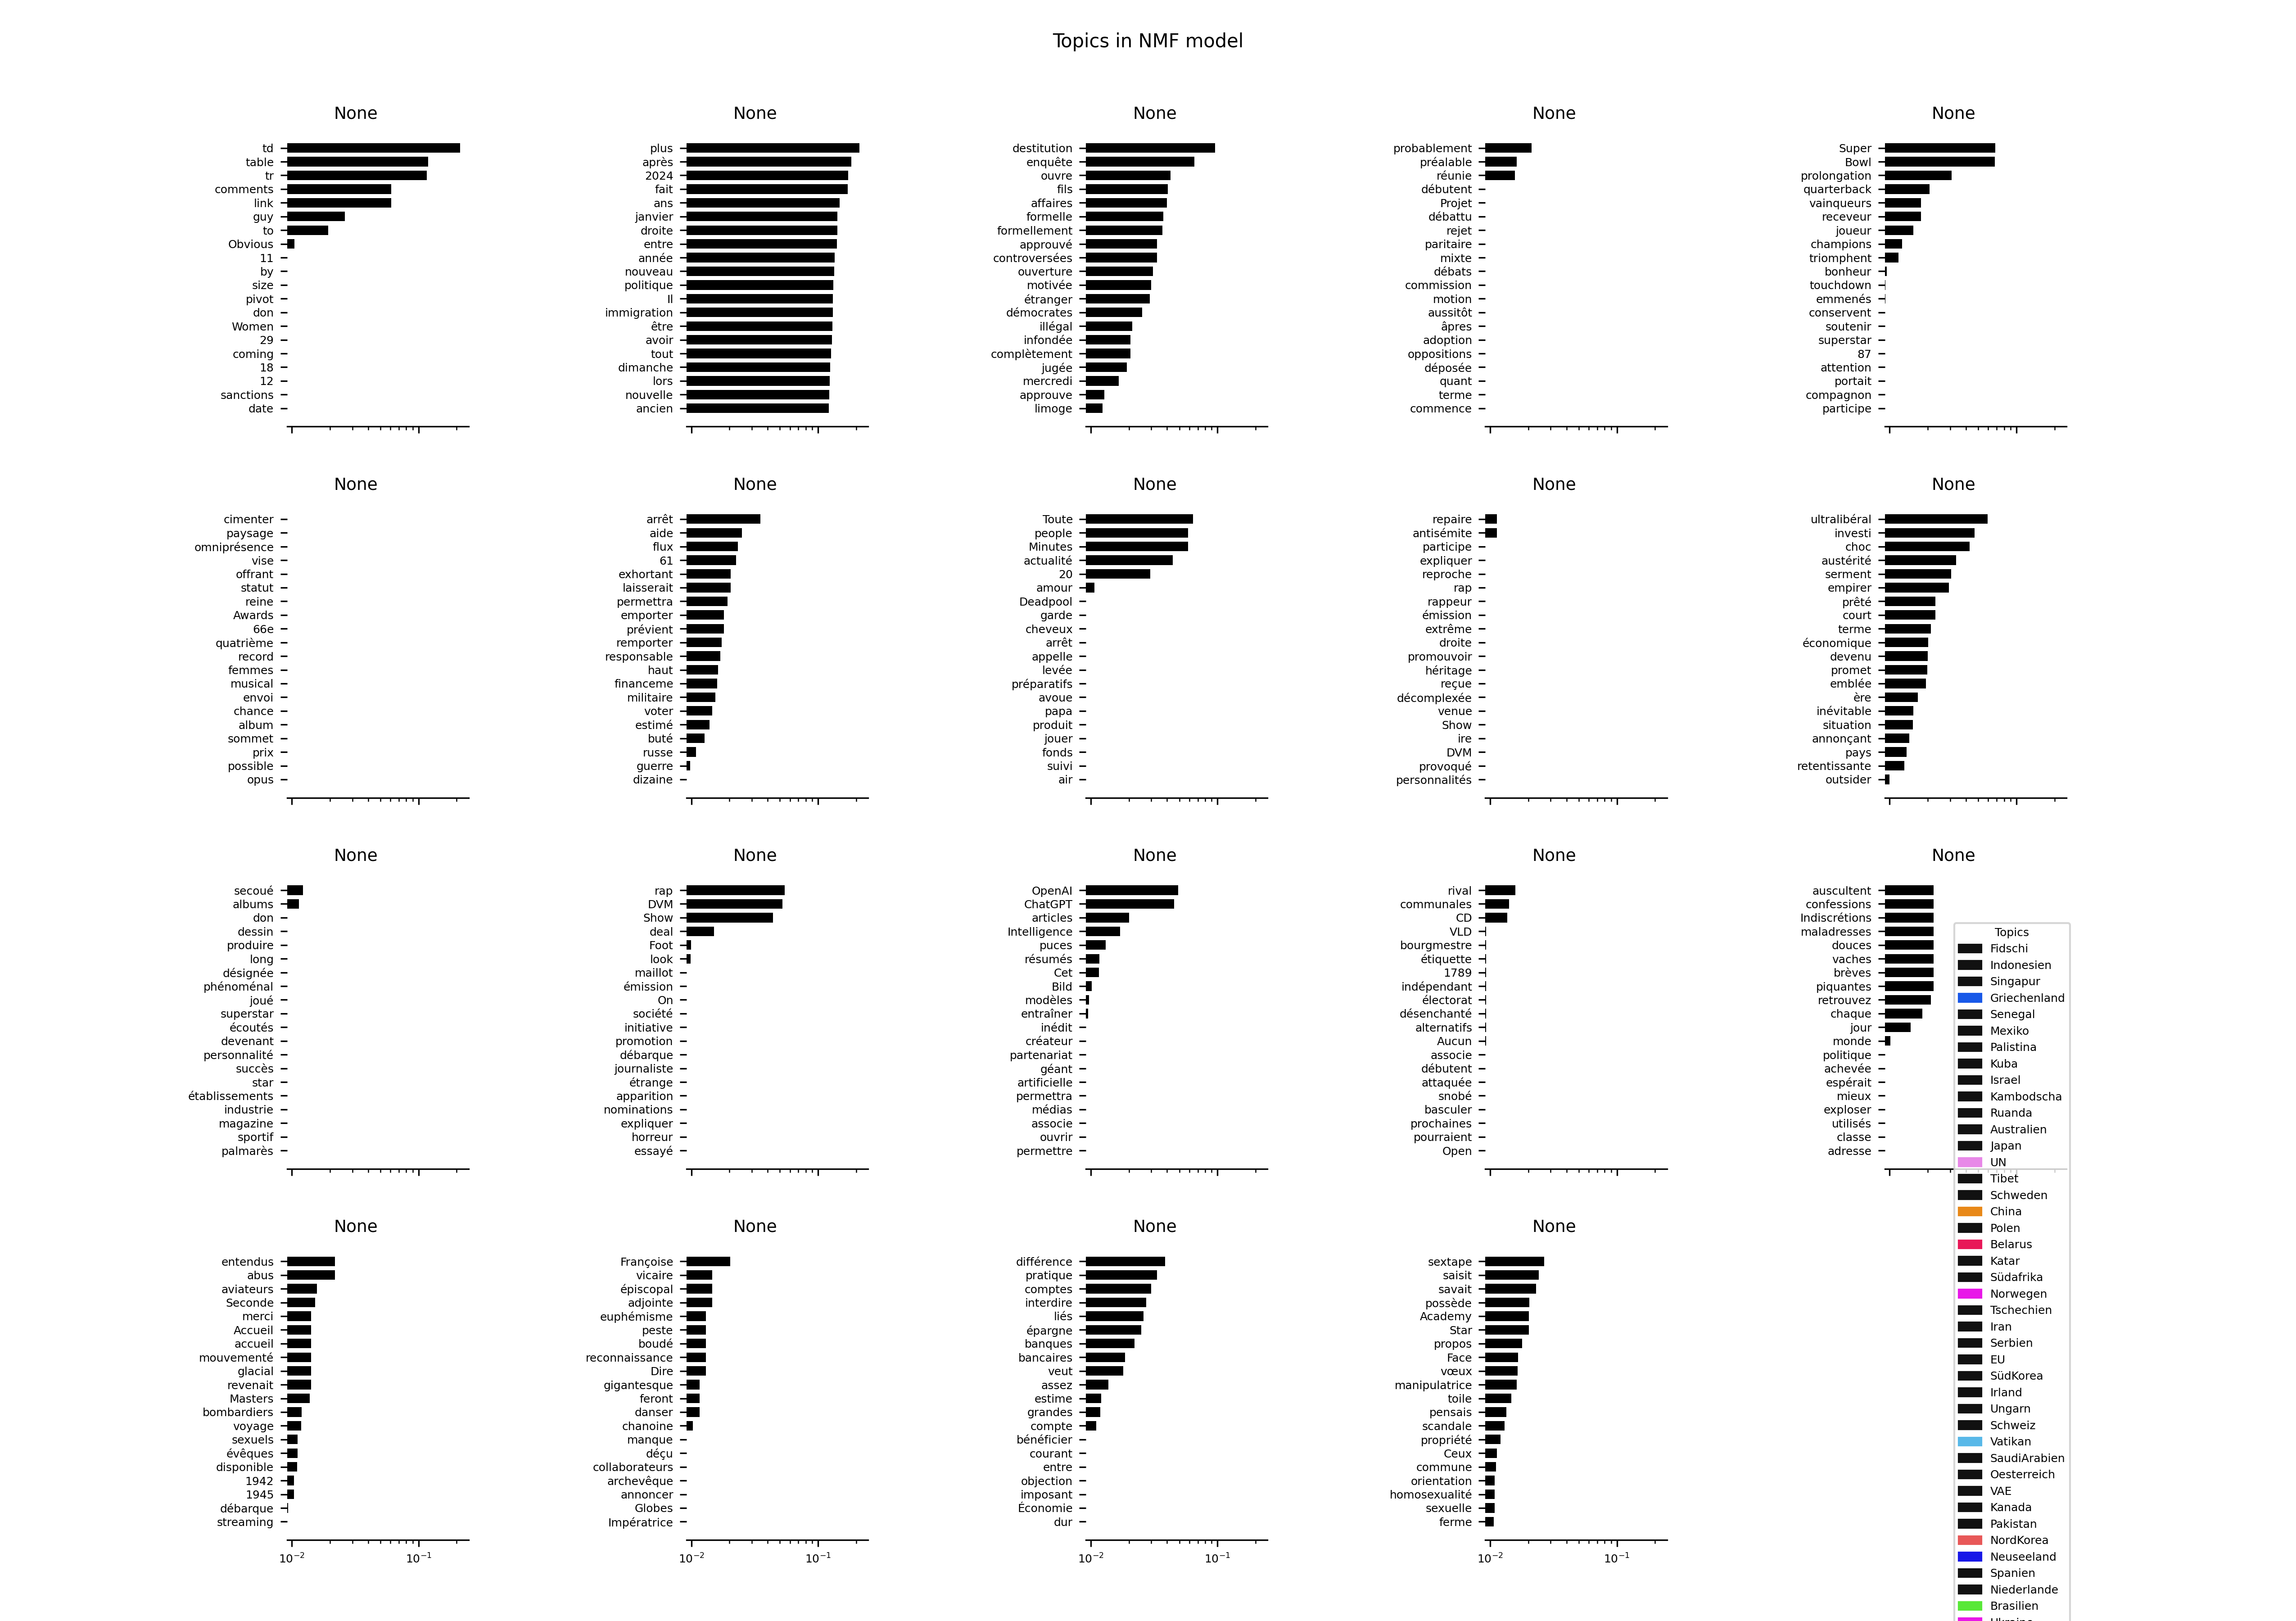 Topics in NMF model
None
td
table
tr
comments
link
guy
to
Obvious
11
by
size
pivot
don
Women
29
coming
18
12
sanctions
date
None
plus
après
2024
fait
ans
janvier
droite
entre
année
nouveau
politique
Il
immigration
être
avoir
tout
dimanche
lors
nouvelle
ancien
None
destitution
enquête
ouvre
fils
affaires
formelle
formellement
approuvé
controversées
ouverture
motivée
étranger
démocrates
illégal
infondée
complètement
jugée
mercredi
approuve
limoge
None
probablement
préalable
réunie
débutent
Projet
débattu
rejet
paritaire
mixte
débats
commission
motion
aussitôt
âpres
adoption
oppositions
déposée
quant
terme
commence
None
Super
Bowl
prolongation
quarterback
vainqueurs
receveur
joueur
champions
triomphent
bonheur
touchdown
emmenés
conservent
soutenir
superstar
87
attention
portait
compagnon
participe
None
cimenter
paysage
omniprésence
vise
offrant
statut
reine
Awards
66e
quatrième
record
femmes
musical
envoi
chance
album
sommet
prix
possible
opus
None
arrêt
aide
flux
61
exhortant
laisserait
permettra
emporter
prévient
remporter
responsable
haut
financeme
militaire
voter
estimé
buté
russe
guerre
dizaine
None
Toute
people
Minutes
actualité
20
amour
Deadpool
garde
cheveux
arrêt
appelle
levée
préparatifs
avoue
papa
produit
jouer
fonds
suivi
air
None
repaire
antisémite
participe
expliquer
reproche
rap
rappeur
émission
extrême
droite
promouvoir
héritage
reçue
décomplexée
venue
Show
ire
DVM
provoqué
personnalités
None
ultralibéral
investi
choc
austérité
serment
empirer
prêté
court
terme
économique
devenu
promet
emblée
ère
inévitable
situation
annonçant
pays
retentissante
outsider
None
secoué
albums
don
dessin
produire
long
désignée
phénoménal
joué
superstar
écoutés
devenant
personnalité
succès
star
établissements
industrie
magazine
sportif
palmarès
None
rap
DVM
Show
deal
Foot
look
maillot
émission
On
société
initiative
promotion
débarque
journaliste
étrange
apparition
nominations
expliquer
horreur
essayé
None
OpenAI
ChatGPT
articles
Intelligence
puces
résumés
Cet
Bild
modèles
entraîner
inédit
créateur
partenariat
géant
artificielle
permettra
médias
associe
ouvrir
permettre
None
rival
communales
CD
VLD
bourgmestre
étiquette
1789
indépendant
électorat
désenchanté
alternatifs
Aucun
associe
débutent
attaquée
snobé
basculer
prochaines
pourraient
Open
None
auscultent
confessions
Indiscrétions
maladresses
douces
vaches
brèves
piquantes
retrouvez
chaque
jour
monde
politique
achevée
espérait
mieux
exploser
utilisés
classe
adresse
None
entendus
abus
aviateurs
Seconde
merci
Accueil
accueil
mouvementé
glacial
revenait
Masters
bombardiers
voyage
sexuels
évêques
disponible
1942
1945
débarque
streaming
10⁻² 10⁻¹
None
Françoise
vicaire
épiscopal
adjointe
euphémisme
peste
boudé
reconnaissance
Dire
gigantesque
feront
danser
chanoine
manque
déçu
collaborateurs
archevêque
annoncer
Globes
Impératrice
10⁻² 10⁻¹
None
différence
pratique
comptes
interdire
liés
épargne
banques
bancaires
veut
assez
estime
grandes
compte
bénéficier
courant
entre
objection
imposant
Économie
dur
10⁻² 10⁻¹
None
sextape
saisit
savait
possède
Academy
Star
propos
Face
vœux
manipulatrice
toile
pensais
scandale
propriété
Ceux
commune
orientation
homosexualité
sexuelle
ferme
10⁻² 10⁻¹
Topics
Fidschi
Indonesien
Singapur
Griechenland
Senegal
Mexiko
Palistina
Kuba
Israel
Kambodscha
Ruanda
Australien
Japan
UN
Tibet
Schweden
China
Polen
Belarus
Katar
Südafrika
Norwegen
Tschechien
Iran
Serbien
EU
SüdKorea
Irland
Ungarn
Schweiz
Vatikan
SaudiArabien
Oesterreich
VAE
Kanada
Pakistan
NordKorea
Neuseeland
Spanien
Niederlande
Brasilien